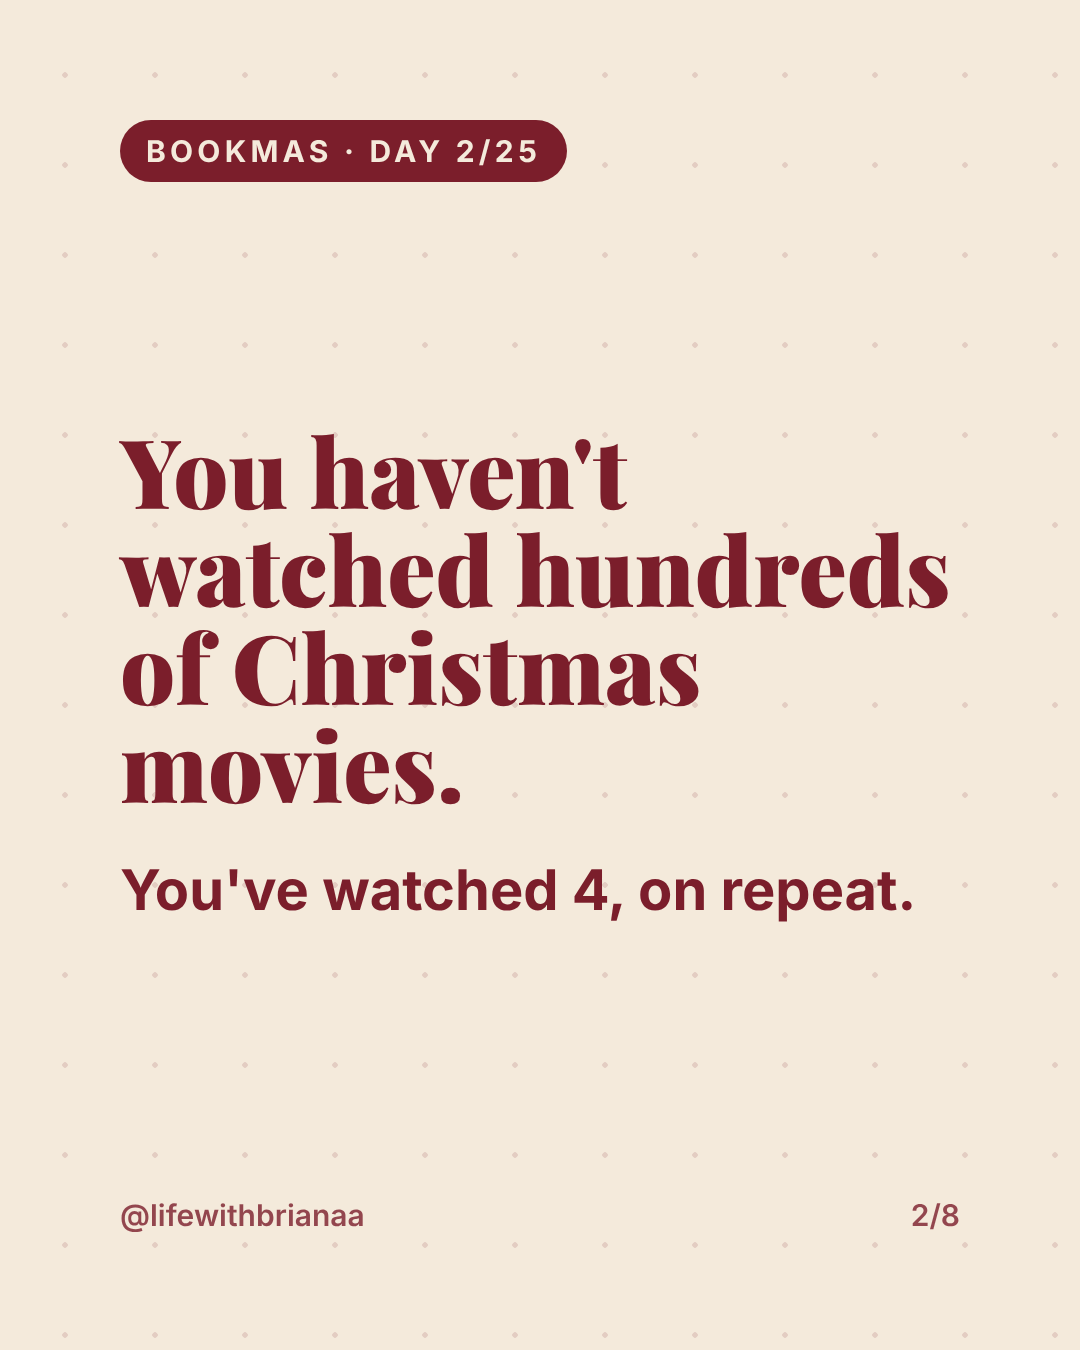 BOOKMAS · DAY 2/25
You haven't
watched hundreds
of Christmas
movies.
You've watched 4, on repeat.
@lifewithbrianaa
2/8